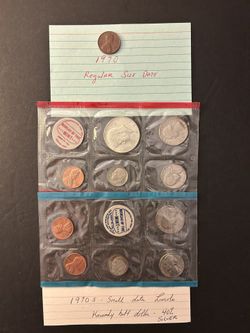 1970
Regular Size Date
1970 S - Small date Lincoln
Kennedy half dollar - 40%
SILVER